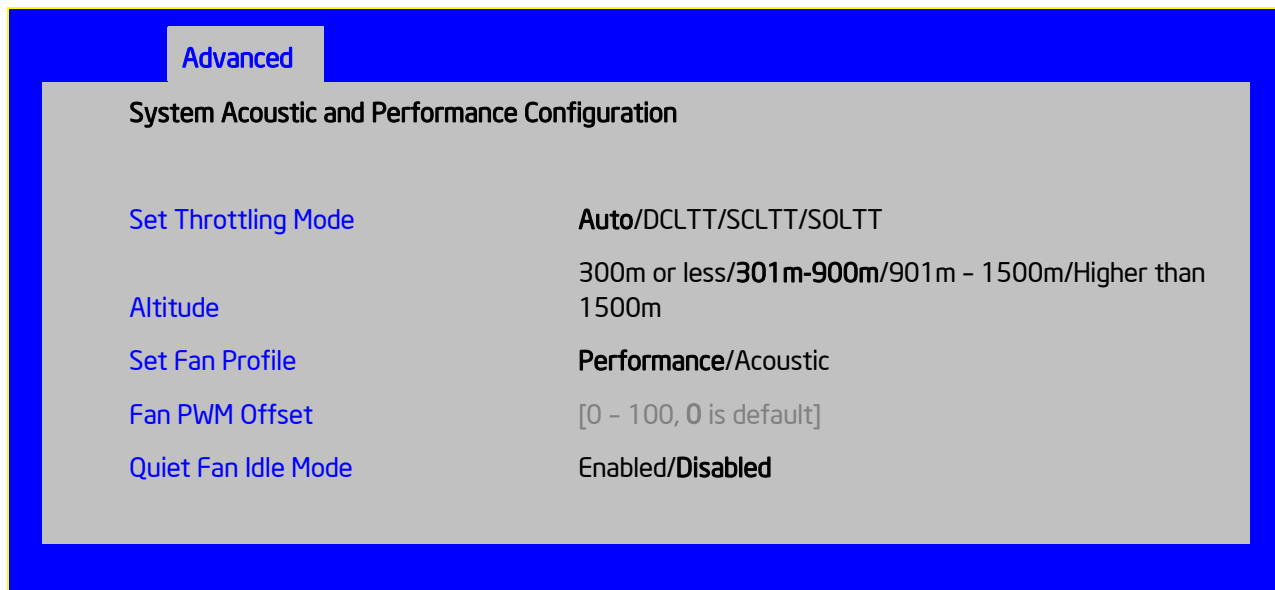 Advanced
System Acoustic and Performance Configuration
Set Throttling Mode Auto/DCLTT/SCLTT/SOLTT
300m or less/301m-900m/901m – 1500m/Higher than
Altitude 1500m
Set Fan Profile Performance/Acoustic
Fan PWM Offset [0 – 100, 0 is default]
Quiet Fan Idle Mode Enabled/Disabled